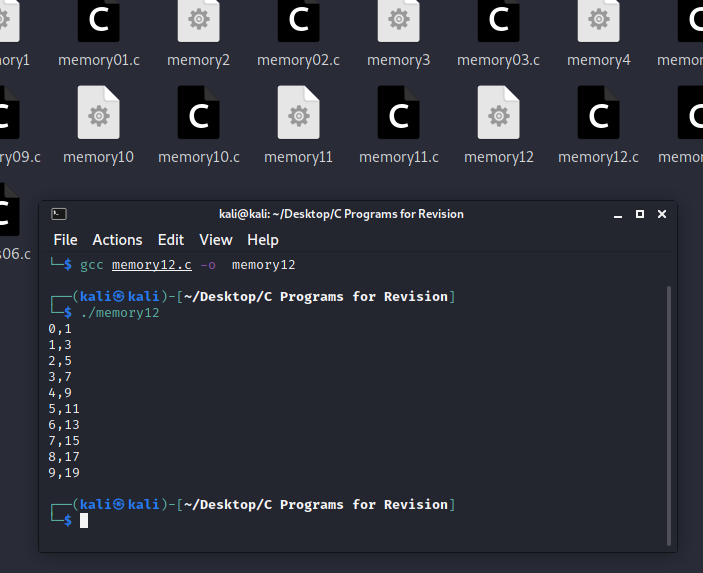 ory1 memory01.c memory2 memory02.c memory3 memory03.c memory4 memor
C C C C C
ry09.c memory10 memory10.c memory11 memory11.c memory12 memory12.c memo
s06.c
kali@kali: ~/Desktop/C Programs for Revision
File Actions Edit View Help
└─$ gcc memory12.c -o  memory12
┌──(kali㉿kali)-[~/Desktop/C Programs for Revision]
└─$ ./memory12
0,1
1,3
2,5
3,7
4,9
5,11
6,13
7,15
8,17
9,19
┌──(kali㉿kali)-[~/Desktop/C Programs for Revision]
└─$